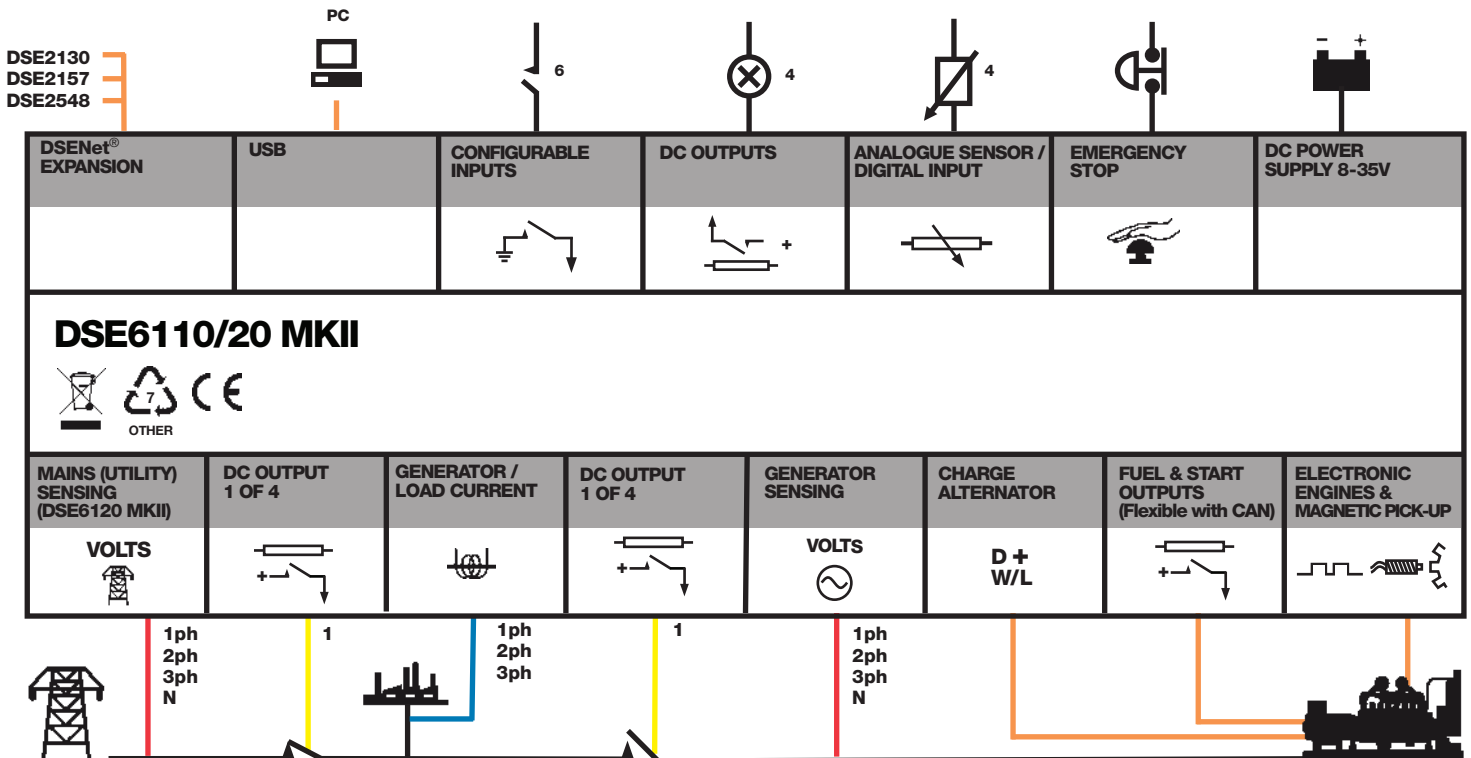 PC
DSE2130
DSE2157
DSE2548
6
4
4
- +
DSENet®
EXPANSION
USB
CONFIGURABLE
INPUTS
DC OUTPUTS
ANALOGUE SENSOR /
DIGITAL INPUT
EMERGENCY
STOP
DC POWER
SUPPLY 8-35V
+
DSE6110/20 MKII
7
OTHER
CE
MAINS (UTILITY)
SENSING
(DSE6120 MKII)
VOLTS
DC OUTPUT
1 OF 4
+
GENERATOR /
LOAD CURRENT
DC OUTPUT
1 OF 4
+
GENERATOR
SENSING
VOLTS
CHARGE
ALTERNATOR
D +
W/L
FUEL & START
OUTPUTS
(Flexible with CAN)
+
ELECTRONIC
ENGINES &
MAGNETIC PICK-UP
1ph
2ph
3ph
N
1
1ph
2ph
3ph
1
1ph
2ph
3ph
N